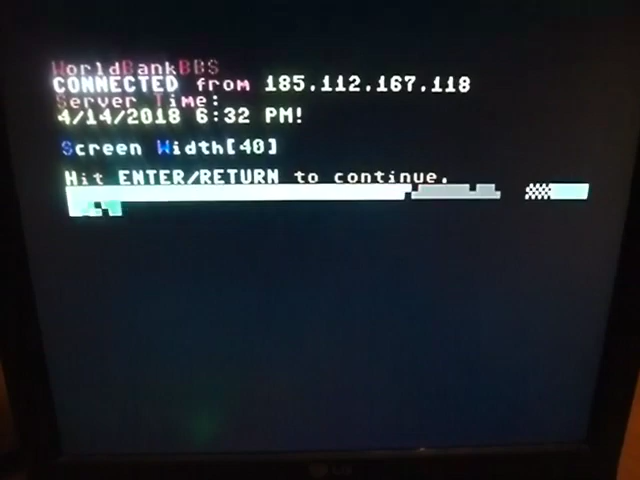 WorldBankBBS
CONNECTED from 185.112.167.118
Server Time:
4/14/2018 6:32 PM!
Screen Width[40]
Hit ENTER/RETURN to continue.
LG